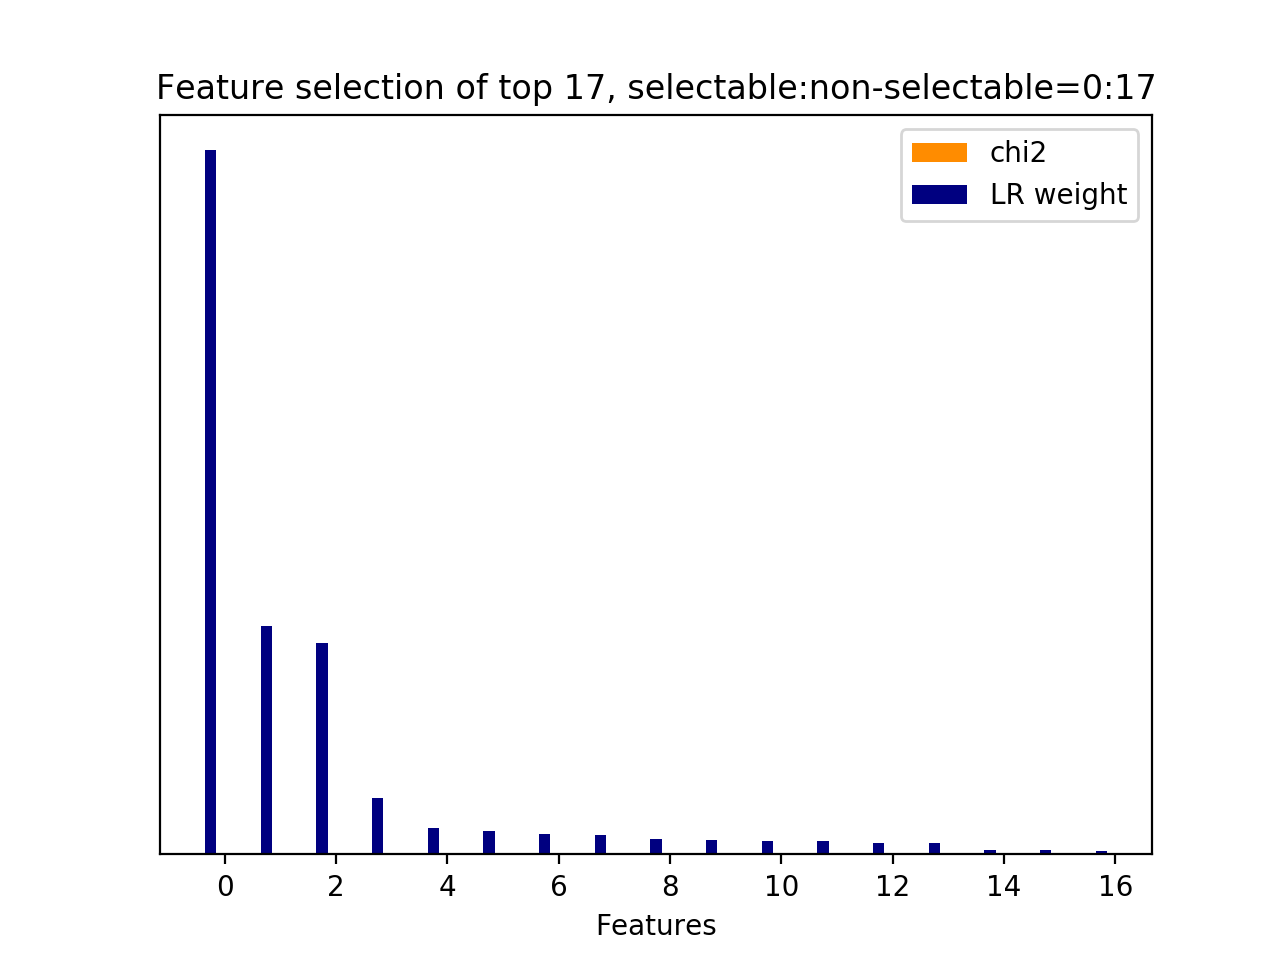 Feature selection of top 17, selectable:non-selectable=0:17
chi2
LR weight
0 2 4 6 8 10 12 14 16
Features